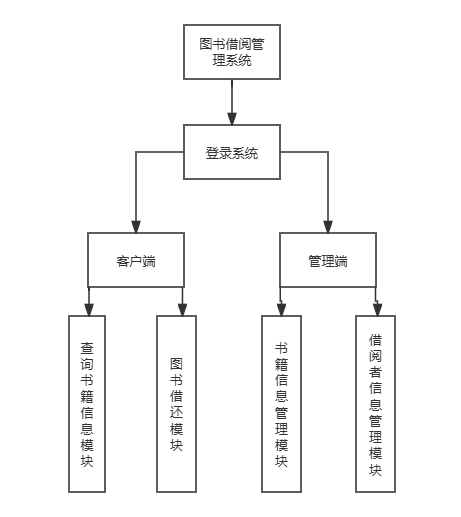 图书借阅管
理系统
登录系统
客户端
管理端
查询书籍信息模块
图书借还模块
书籍信息管理模块
借阅者信息管理模块